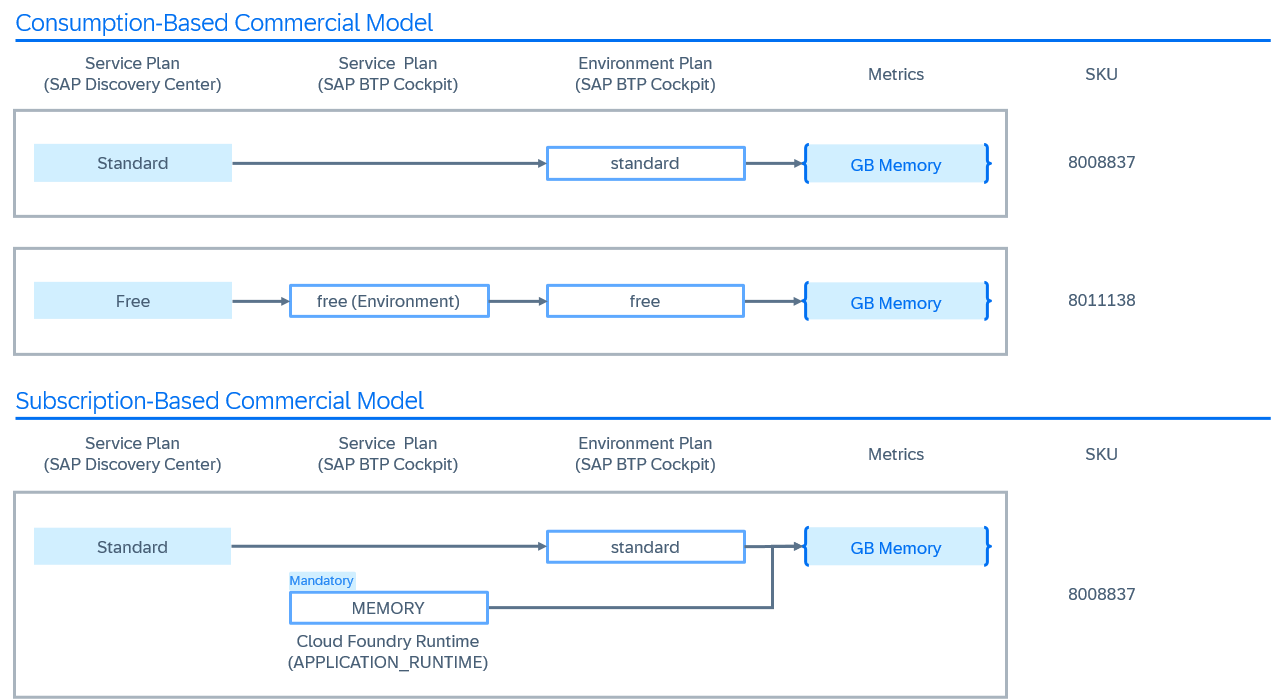 Consumption-Based Commercial Model
Service Plan
(SAP Discovery Center)
Service Plan
(SAP BTP Cockpit)
Environment Plan
(SAP BTP Cockpit)
Metrics
SKU
Standard
standard
GB Memory
8008837
Free
free (Environment)
free
GB Memory
8011138
Subscription-Based Commercial Model
Service Plan
(SAP Discovery Center)
Service Plan
(SAP BTP Cockpit)
Environment Plan
(SAP BTP Cockpit)
Metrics
SKU
Standard
standard
GB Memory
Mandatory
MEMORY
Cloud Foundry Runtime
(APPLICATION_RUNTIME)
8008837